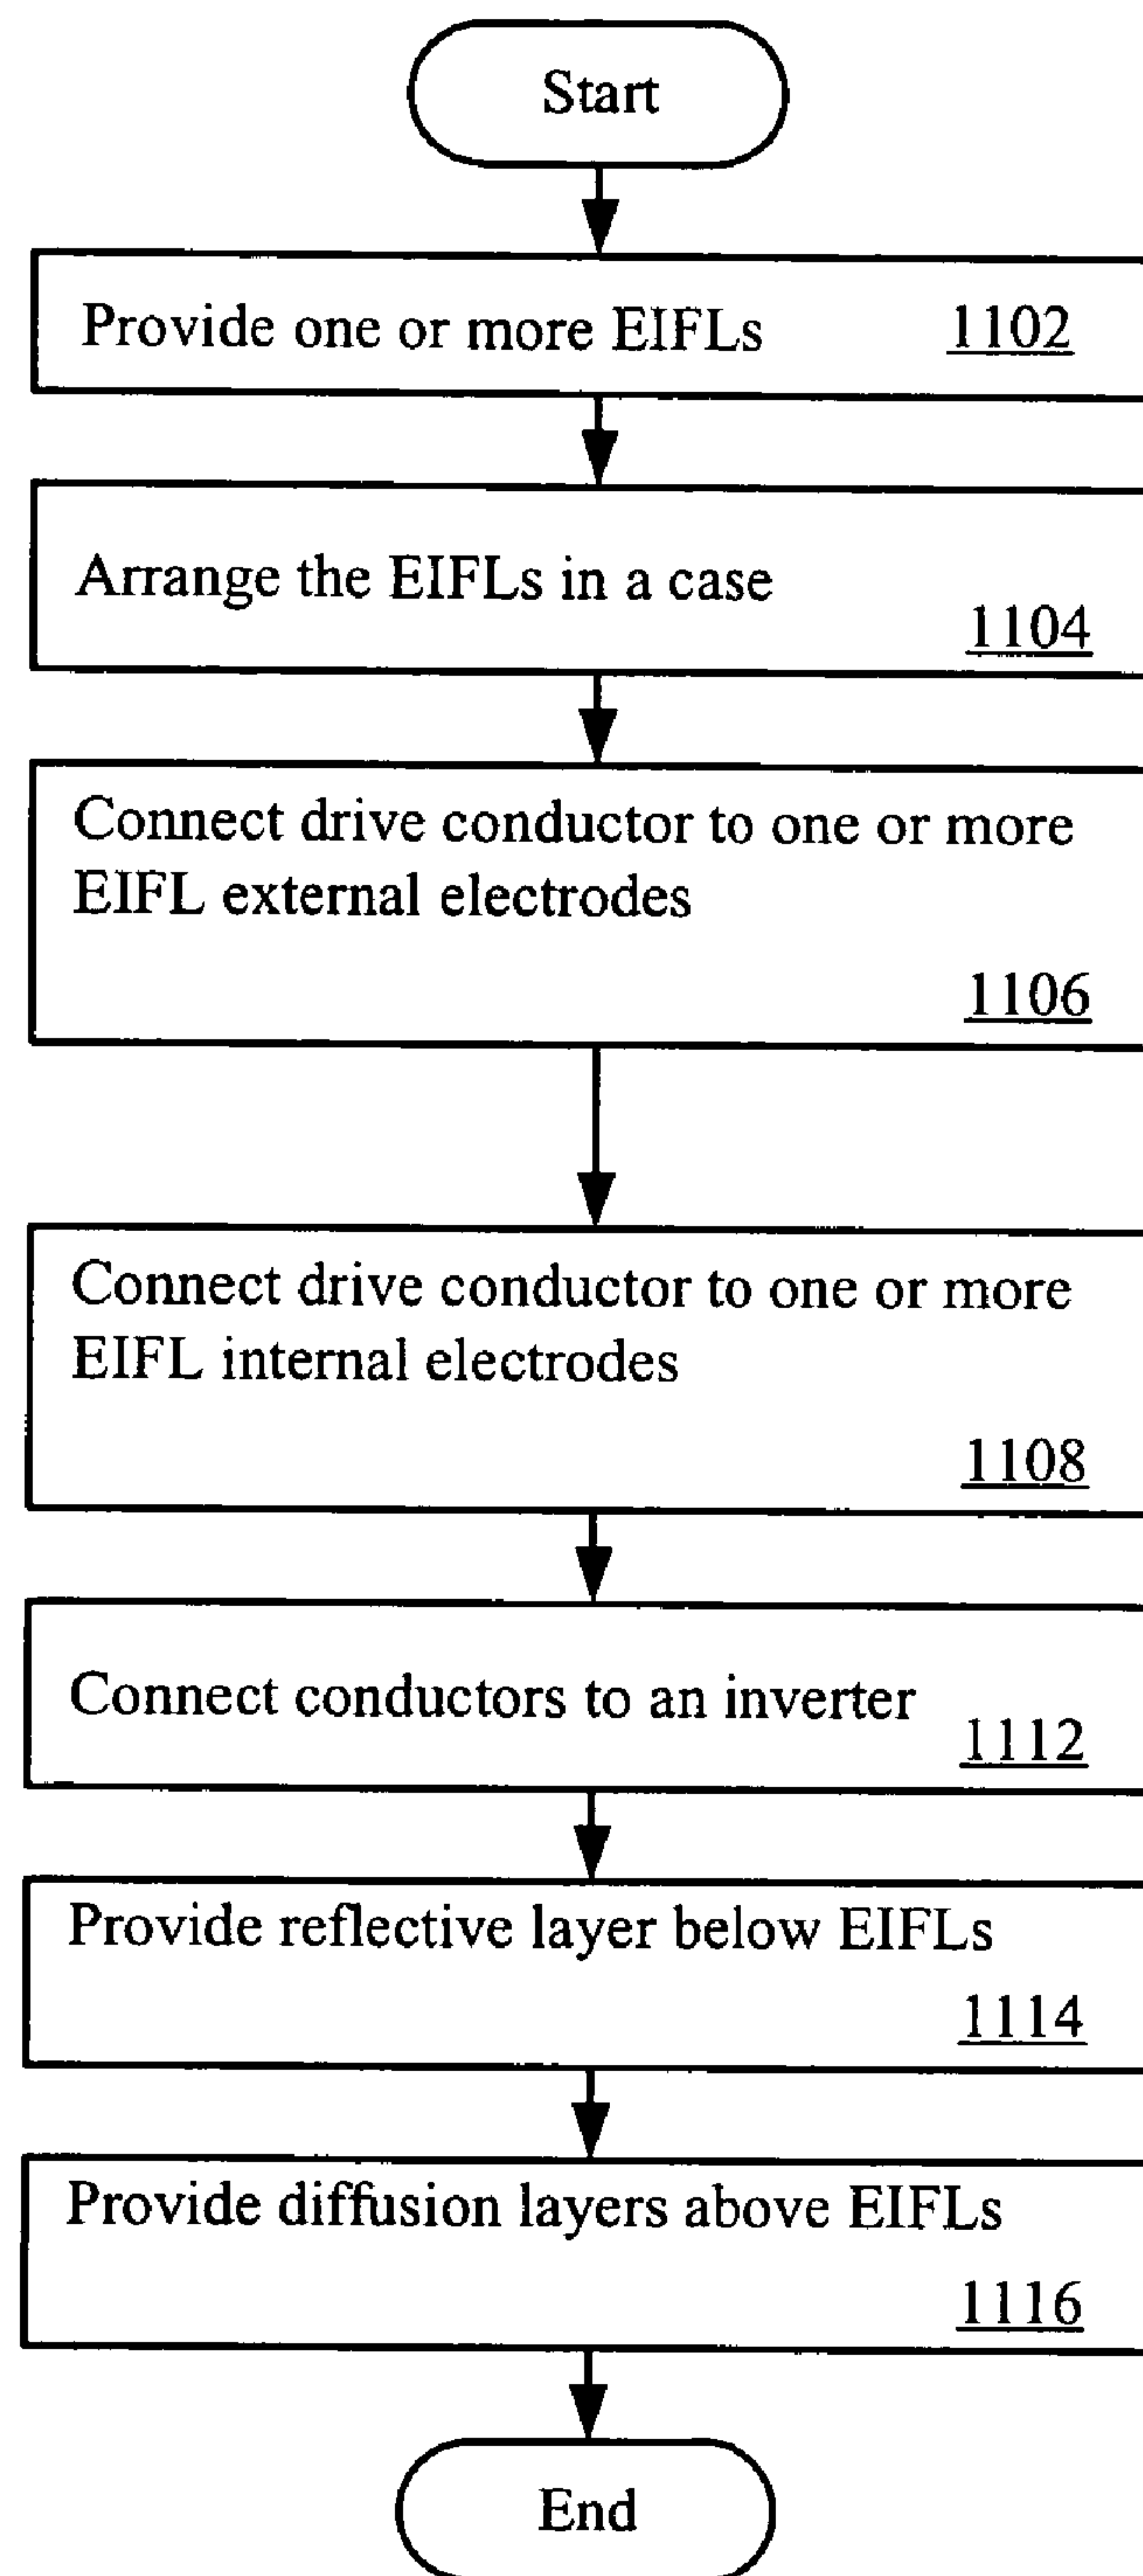 Start
Provide one or more EIFLs 1102
Arrange the EIFLs in a case
1104
Connect drive conductor to one or more
EIFL external electrodes
1106
Connect drive conductor to one or more
EIFL internal electrodes
1108
Connect conductors to an inverter
1112
Provide reflective layer below EIFLs
1114
Provide diffusion layers above EIFLs
1116
End